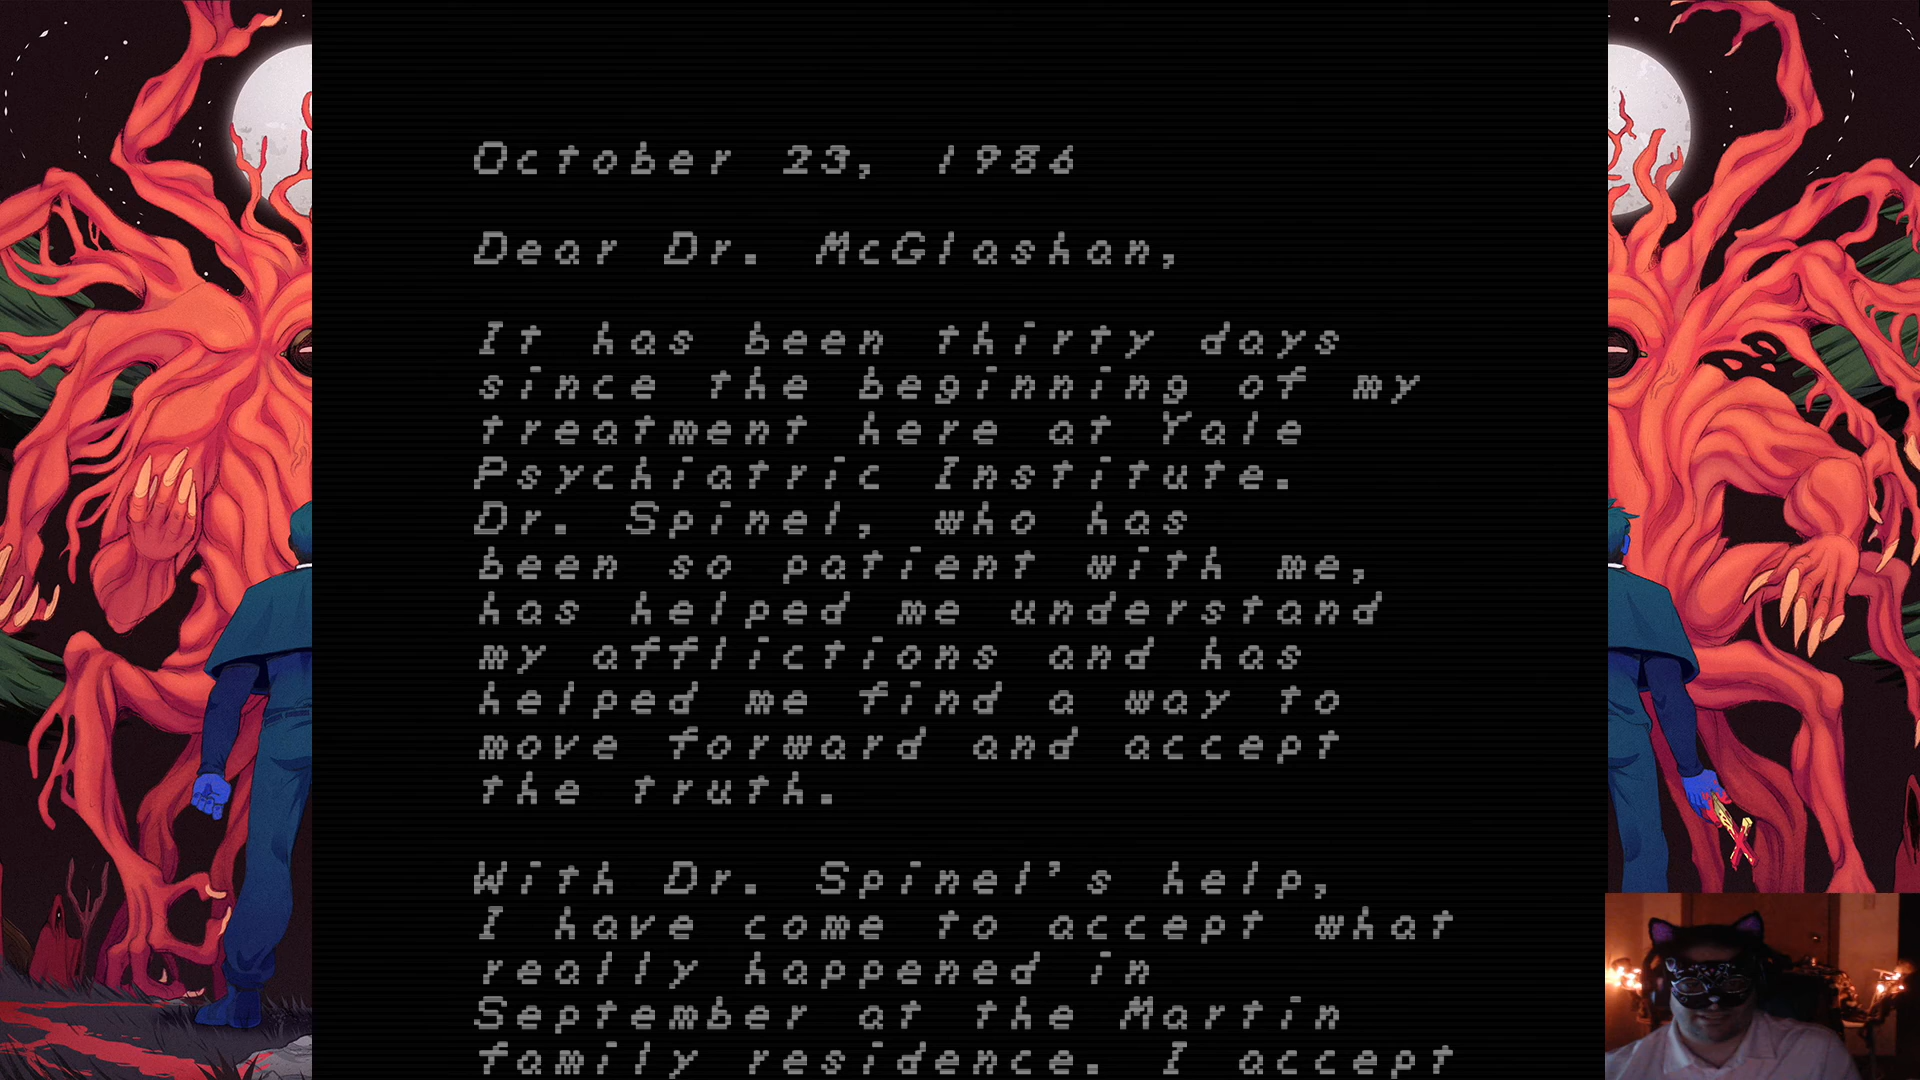 October 23, 1986
Dear Dr. McGlashan,
It has been thirty days
since the beginning of my
treatment here at Yale
Psychiatric Institute.
Dr. Spinel, who has
been so patient with me,
has helped me understand
my afflictions and has
helped me find a way to
move forward and accept
the truth.
With Dr. Spinel's help,
I have come to accept what
really happened in
September at the Martin
family residence. I accept